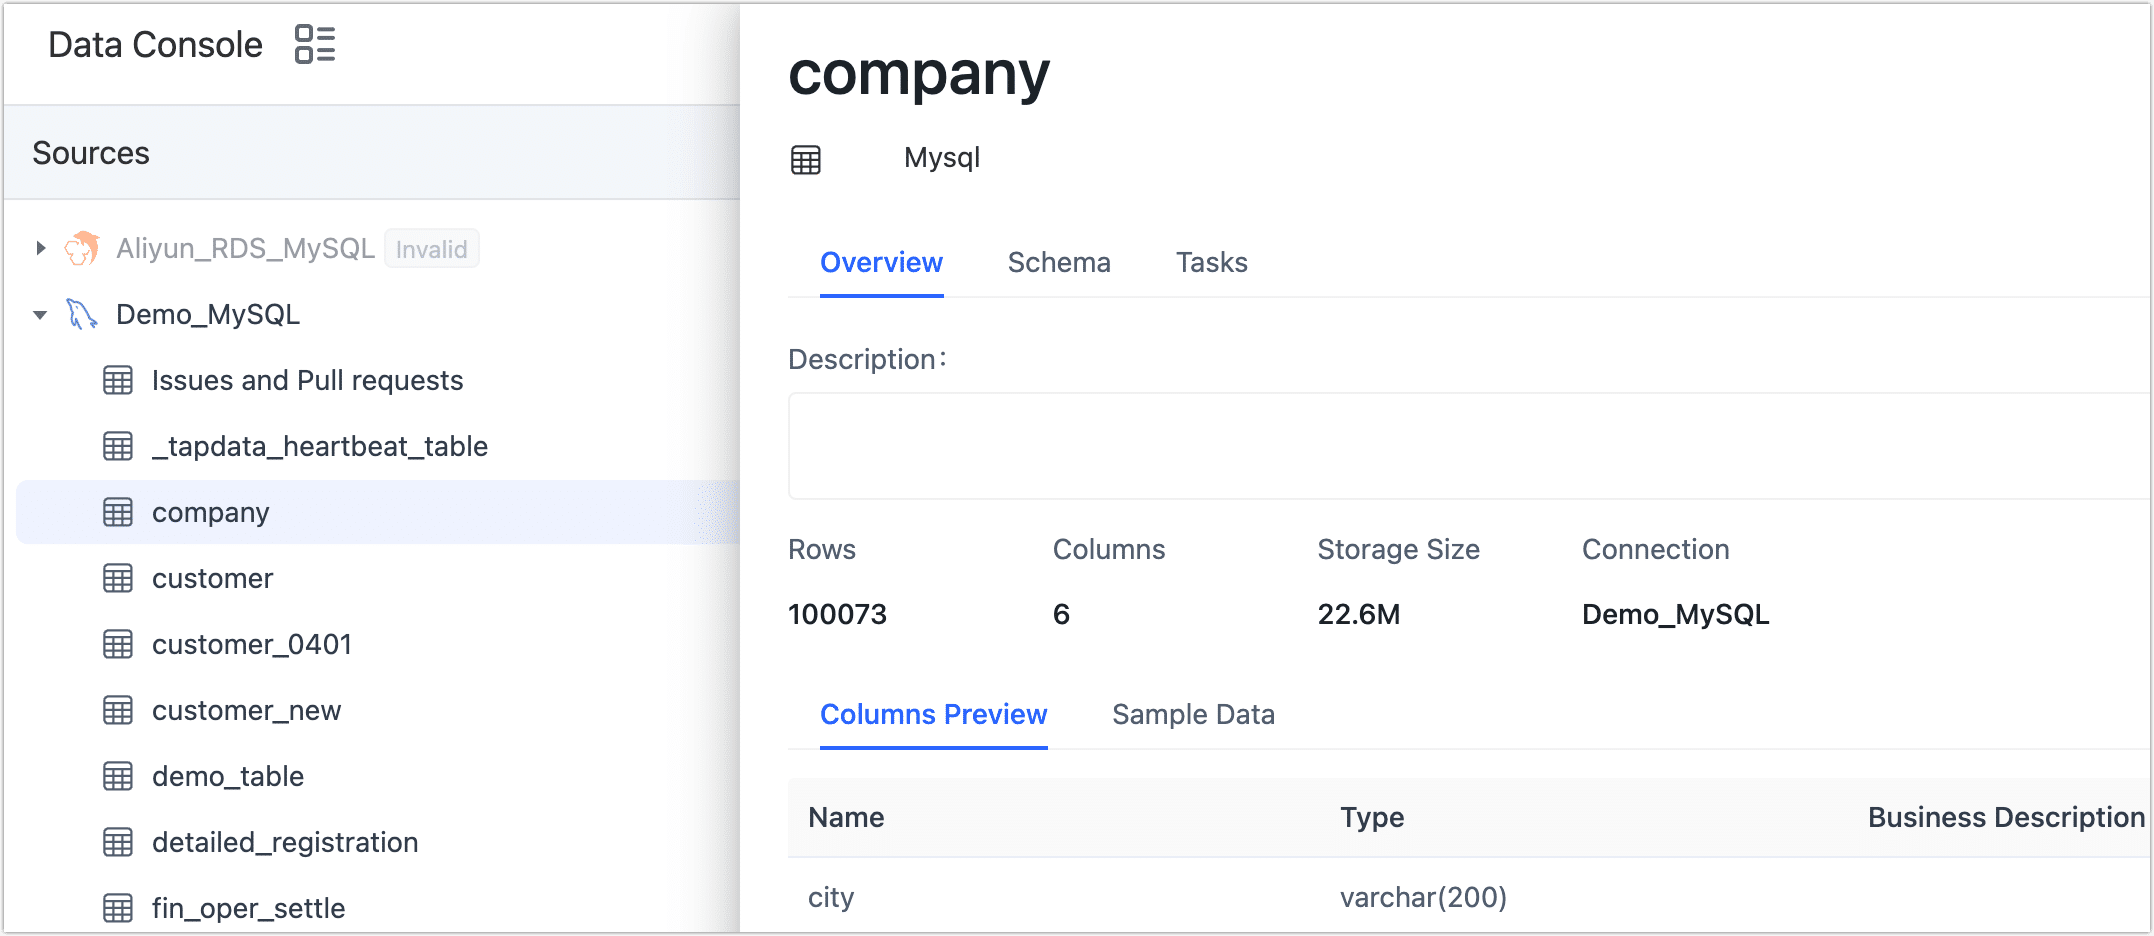 Data Console
Sources
Aliyun_RDS_MySQL Invalid
Demo_MySQL
Issues and Pull requests
_tapdata_heartbeat_table
company
customer
customer_0401
customer_new
demo_table
detailed_registration
fin_oper_settle
company
Mysql
Overview Schema Tasks
Description:
Rows Columns Storage Size Connection
100073 6 22.6M Demo_MySQL
Columns Preview Sample Data
Name Type Business Description
city varchar(200)